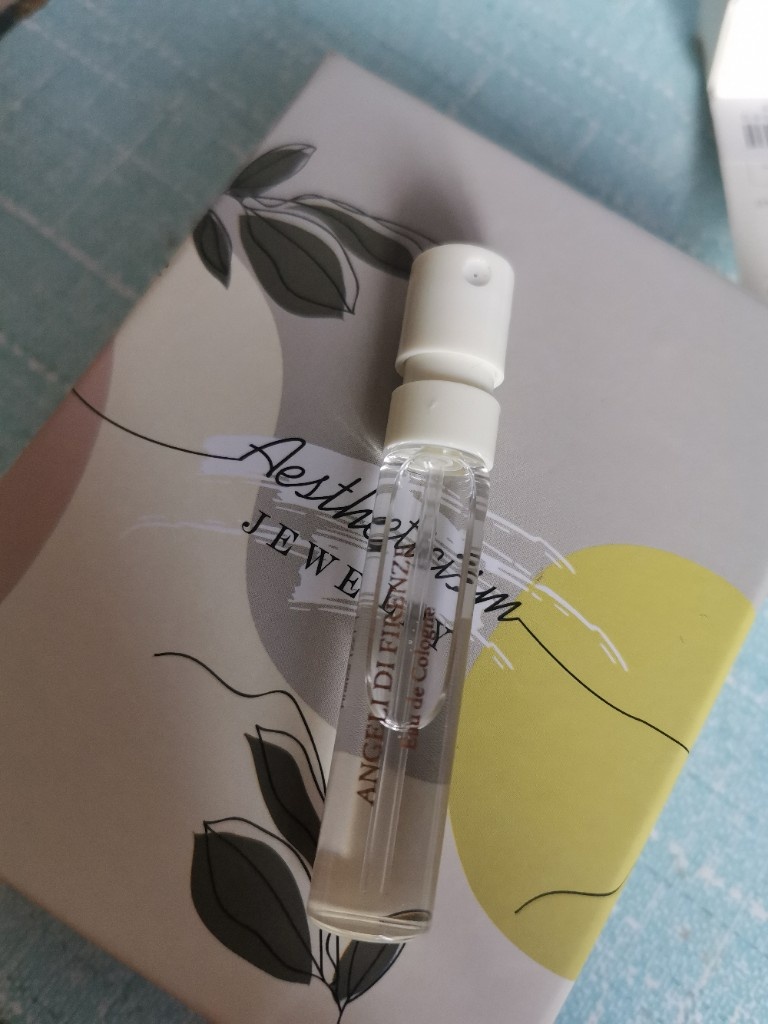 Aestheticism
JEWELRY
ANGELI DI FIRENZE
Eau de Cologne